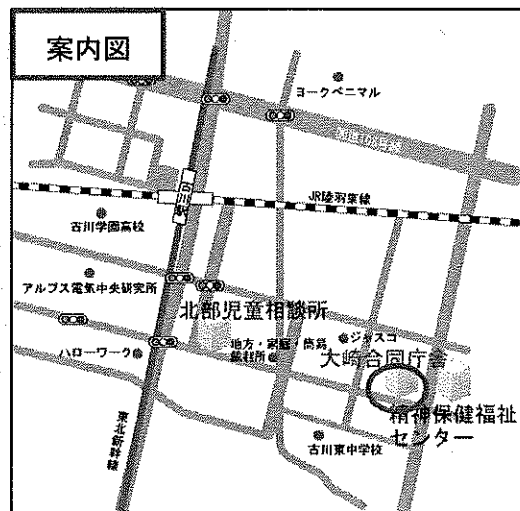 案内図
ヨークベニマル
国道108号線
JR陸羽東線
古川駅
古川学園高校
アルプス電気中央研究所
北部児童相談所
地方・家庭・簡易
裁判所
ジャスコ
ハローワーク
大崎合同庁舎
精神保健福祉
センター
古川東中学校
東北新幹線